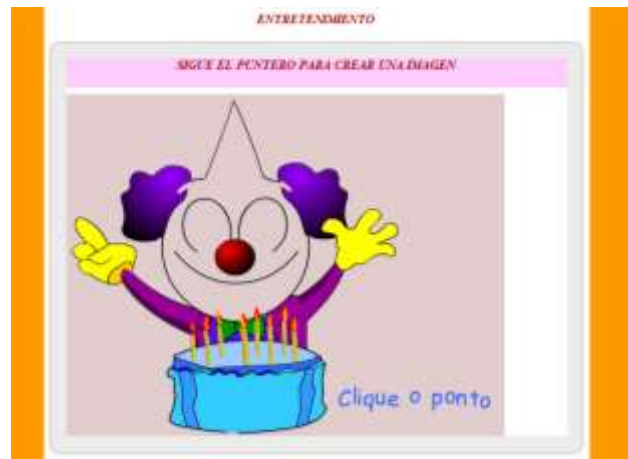 ENTRETENIMIENTO
SIGUE EL PUNTERO PARA CREAR UNA IMAGEN
Clique o ponto